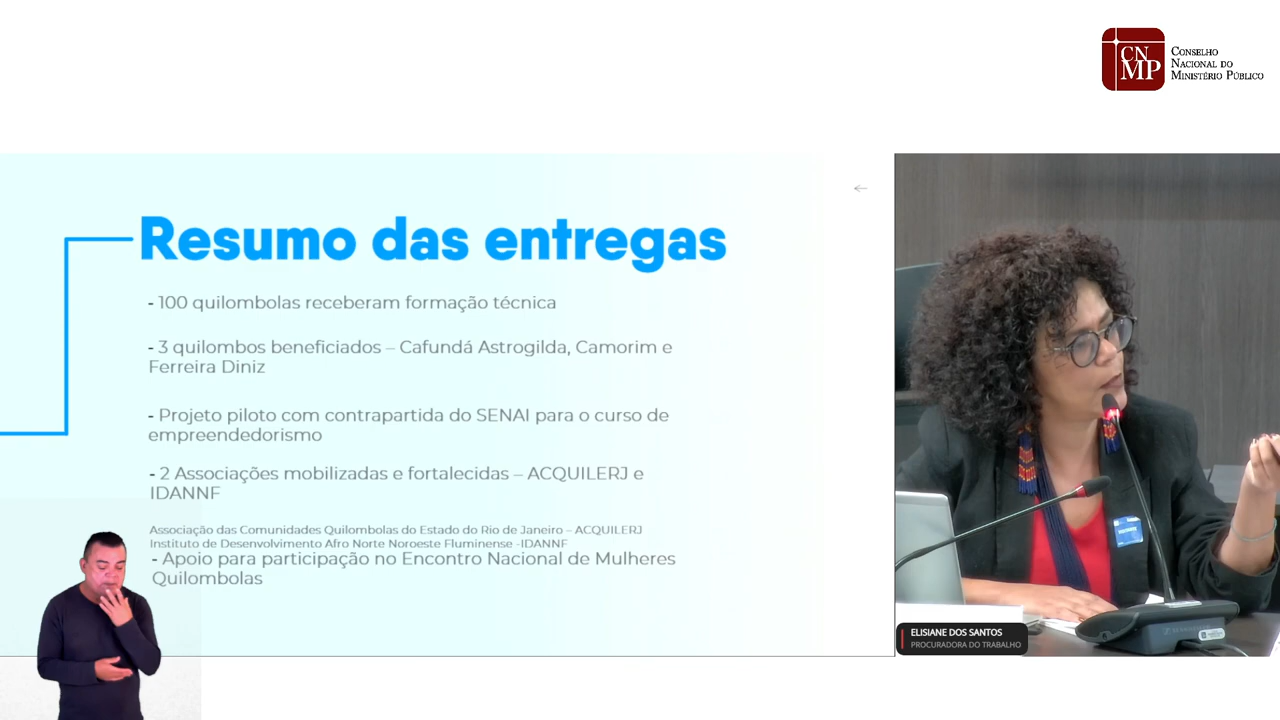 CN
MP
CONSELHO
NACIONAL DO
MINISTÉRIO PÚBLICO
Resumo das entregas
- 100 quilombolas receberam formação técnica
- 3 quilombos beneficiados – Cafundá Astrogilda, Camorim e
Ferreira Diniz
- Projeto piloto com contrapartida do SENAI para o curso de
empreendedorismo
- 2 Associações mobilizadas e fortalecidas – ACQUILERJ e
IDANNF
Associação das Comunidades Quilombolas do Estado do Rio de Janeiro – ACQUILERJ
Instituto de Desenvolvimento Afro Norte Noroeste Fluminense -IDANNF
- Apoio para participação no Encontro Nacional de Mulheres
Quilombolas
ELISIANE DOS SANTOS
PROCURADORA DO TRABALHO